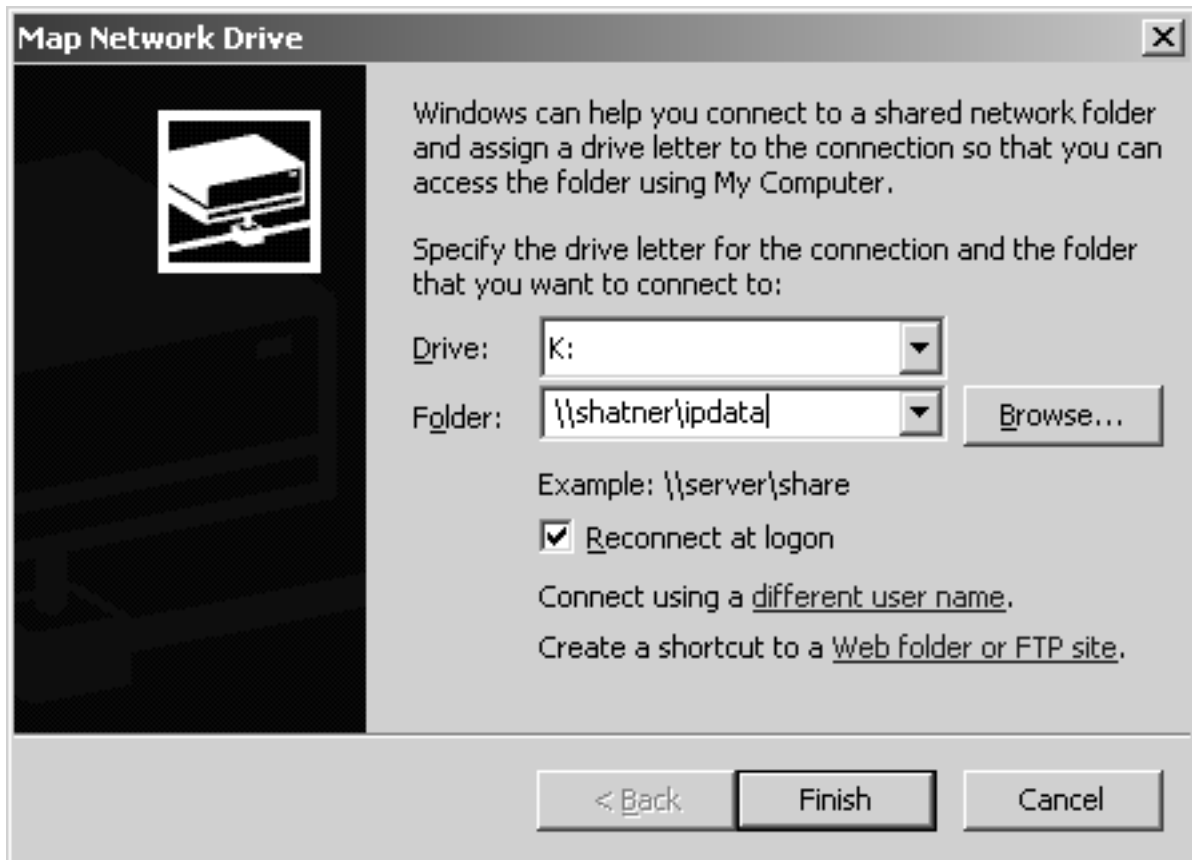 Map Network Drive
Windows can help you connect to a shared network folder
and assign a drive letter to the connection so that you can
access the folder using My Computer.
Specify the drive letter for the connection and the folder
that you want to connect to:
Drive: K:
Folder: \\shatner\ipdata Browse...
Example: \\server\share
Reconnect at logon
Connect using a different user name.
Create a shortcut to a Web folder or FTP site.
< Back Finish Cancel